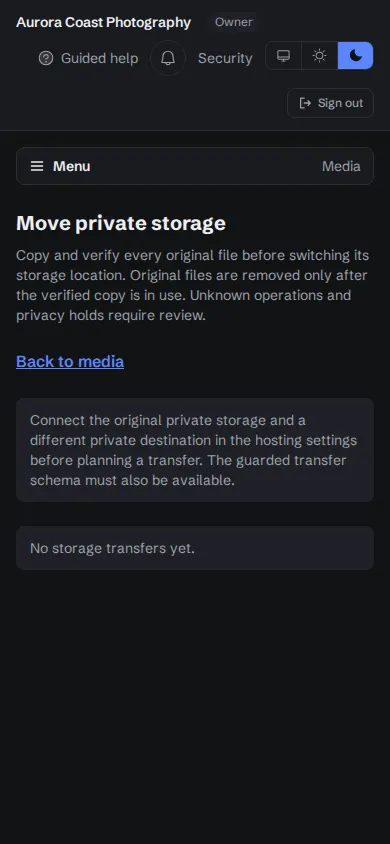 Aurora Coast Photography Owner
Guided help Security
Sign out
Menu Media
Move private storage
Copy and verify every original file before switching its
storage location. Original files are removed only after
the verified copy is in use. Unknown operations and
privacy holds require review.
Back to media
Connect the original private storage and a
different private destination in the hosting settings
before planning a transfer. The guarded transfer
schema must also be available.
No storage transfers yet.